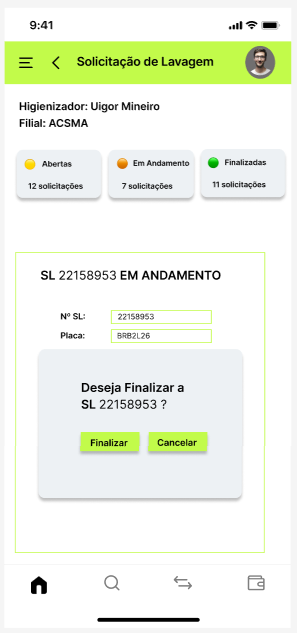 9:41
Solicitação de Lavagem
Higienizador: Uigor Mineiro
Filial: ACSMA
Abertas
12 solicitações
Em Andamento
7 solicitações
Finalizadas
11 solicitações
SL 22158953 EM ANDAMENTO
Nº SL: 22158953
Placa: BRB2L26
Deseja Finalizar a
SL 22158953 ?
Finalizar Cancelar